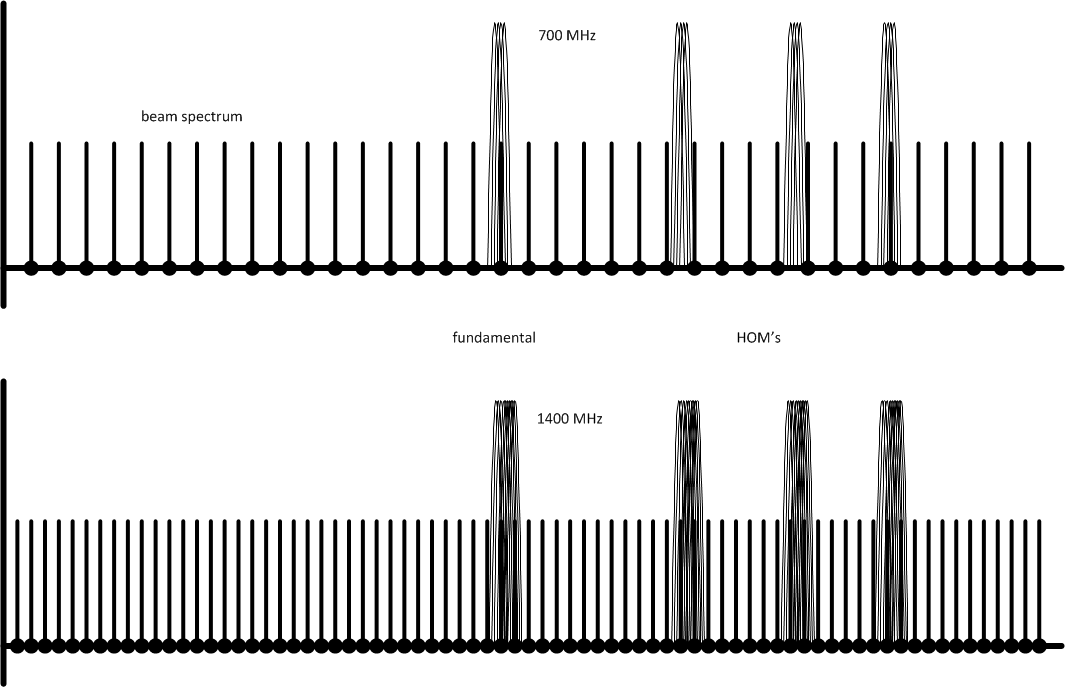 700 MHz
beam spectrum
fundamental
HOM's
1400 MHz